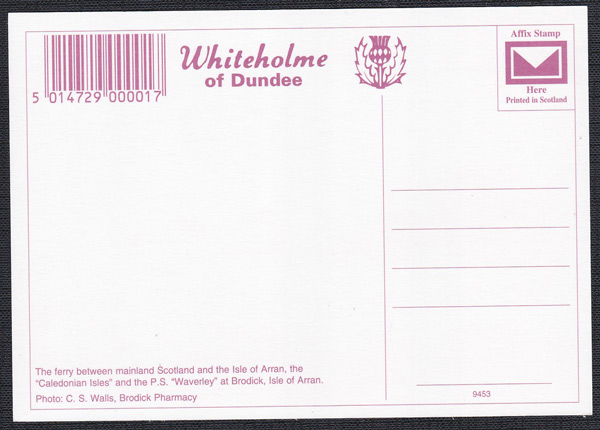 Whiteholme
of Dundee
5 014729 000017
Affix Stamp
Here
Printed in Scotland
The ferry between mainland Scotland and the Isle of Arran, the
“Caledonian Isles” and the P.S. “Waverley” at Brodick, Isle of Arran.
Photo: C. S. Walls, Brodick Pharmacy
9453